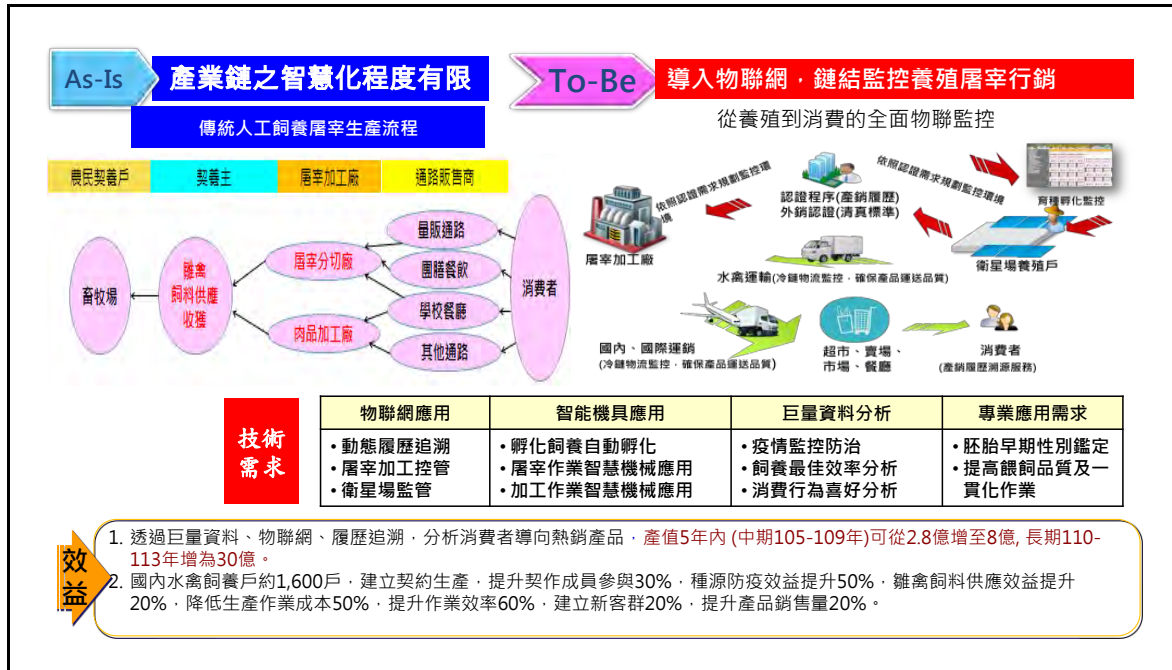 As-Is
產業鏈之智慧化程度有限
傳統人工飼養屠宰生產流程
農民契養戶
契養主
屠宰加工廠
通路販售商
畜牧場
雛禽
飼料供應
收獲
屠宰分切廠
肉品加工廠
量販通路
團膳餐飲
學校餐廳
其他通路
消費者
To-Be
導入物聯網，鏈結監控養殖屠宰行銷
從養殖到消費的全面物聯監控
依照認證需求規劃監控環
境
依照認證需求規劃監控環境
認證程序(產銷履歷)
外銷認證(清真標準)
育種孵化監控
屠宰加工廠
衛星場養殖戶
水禽運輸(冷鏈物流監控，確保產品運送品質)
國內、國際運銷
(冷鏈物流監控，確保產品運送品質)
超市、賣場、
市場、餐廳
消費者
(產銷履歷溯源服務)
技術
需求
物聯網應用
• 動態履歷追溯
• 屠宰加工控管
• 衛星場監管
智能機具應用
• 孵化飼養自動孵化
• 屠宰作業智慧機械應用
• 加工作業智慧機械應用
巨量資料分析
• 疫情監控防治
• 飼養最佳效率分析
• 消費行為喜好分析
專業應用需求
• 胚胎早期性別鑑定
• 提高餵飼品質及一
貫化作業
效
益
1. 透過巨量資料、物聯網、履歷追溯，分析消費者導向熱銷產品，產值5年內 (中期105-109年)可從2.8億增至8億, 長期110-
113年增為30億。
2. 國內水禽飼養戶約1,600戶，建立契約生產，提升契作成員參與30%，種源防疫效益提升50%，雛禽飼料供應效益提升
20%，降低生產作業成本50%，提升作業效率60%，建立新客群20%，提升產品銷售量20%。